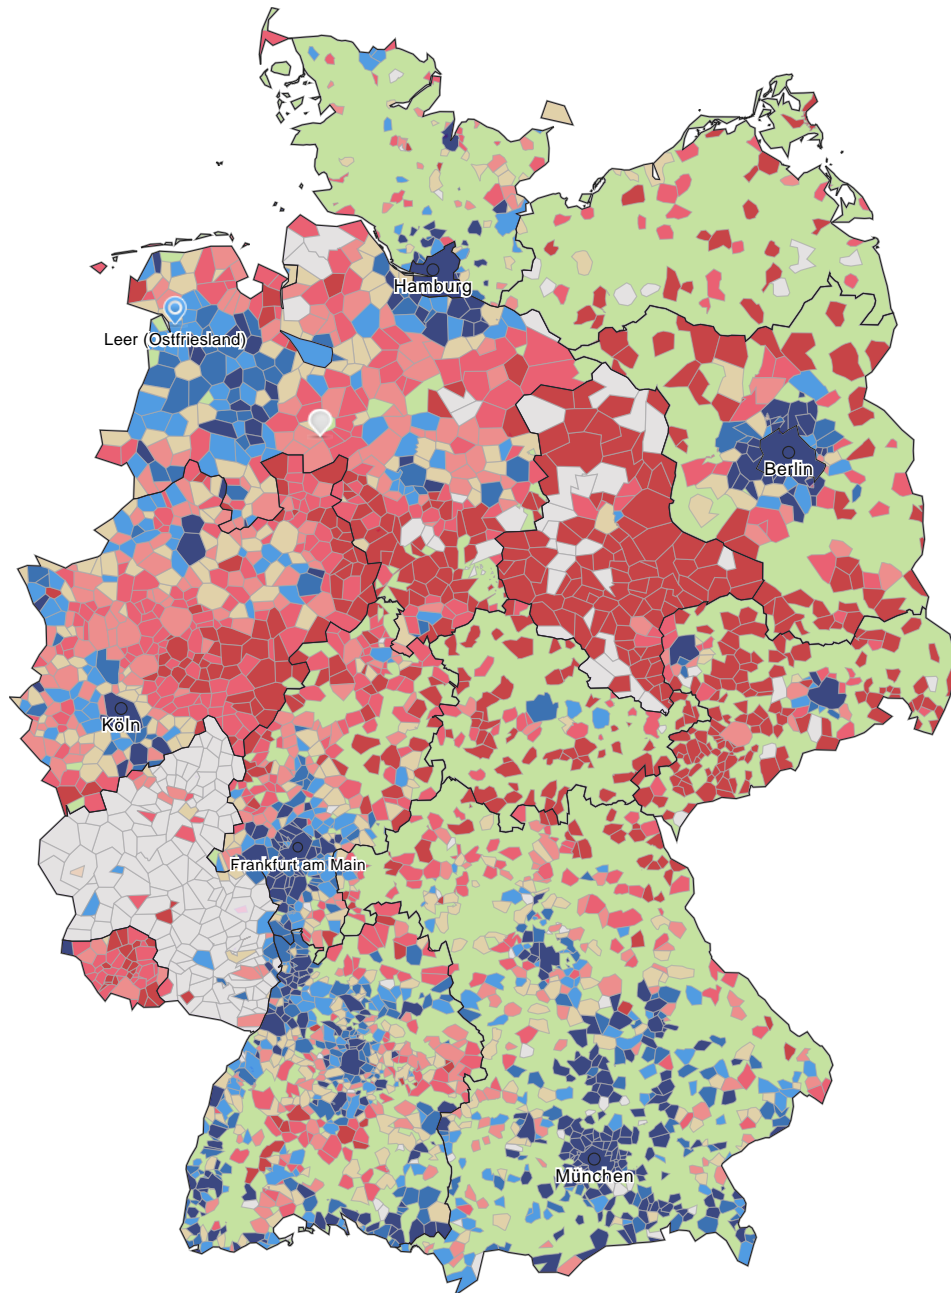 Hamburg
Leer (Ostfriesland)
Berlin
Köln
Frankfurt am Main
München